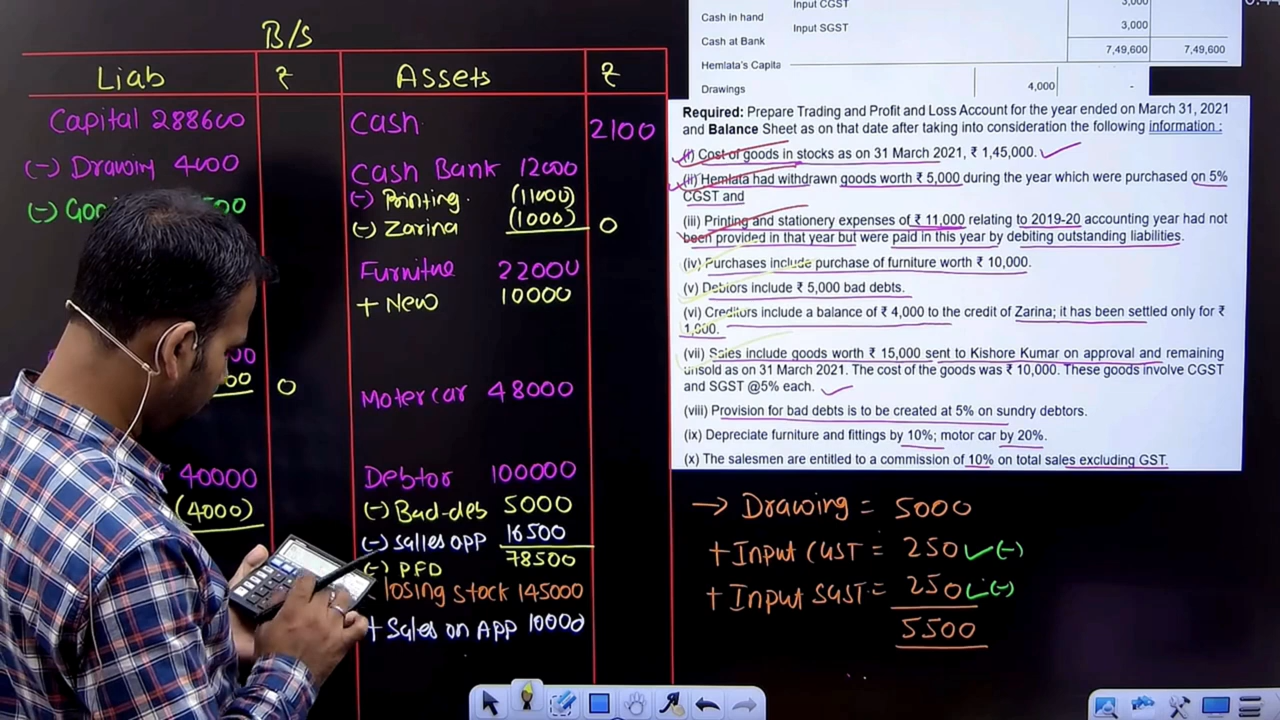 B/S
Liab ₹ Assets ₹
Capital 288600
(-) Drawing 4000
(-) Goo 500
00
00 0
40000
(4000)
Cash 2100
Cash Bank 12000
(-) Printing (11000)
(-) Zarina (1000) 0
Furnitue 22000
+ New 10000
Motercar 48000
Debtor 100000
(-) Bad-deb 5000
(-) Salles opp 16500
78500
(-) PFD
losing stock 145000
+ Sales on App 10000
Input CGST 3,000
Cash in hand
Input SGST 3,000
Cash at Bank
7,49,600 7,49,600
Hemlata's Capita
Drawings 4,000 -
Required: Prepare Trading and Profit and Loss Account for the year ended on March 31, 2021
and Balance Sheet as on that date after taking into consideration the following information :
(i) Cost of goods in stocks as on 31 March 2021, ₹ 1,45,000.
(ii) Hemlata had withdrawn goods worth ₹ 5,000 during the year which were purchased on 5%
CGST and
(iii) Printing and stationery expenses of ₹ 11,000 relating to 2019-20 accounting year had not
been provided in that year but were paid in this year by debiting outstanding liabilities.
(iv) Purchases include purchase of furniture worth ₹ 10,000.
(v) Debtors include ₹ 5,000 bad debts.
(vi) Creditors include a balance of ₹ 4,000 to the credit of Zarina; it has been settled only for ₹
1,000.
(vii) Sales include goods worth ₹ 15,000 sent to Kishore Kumar on approval and remaining
unsold as on 31 March 2021. The cost of the goods was ₹ 10,000. These goods involve CGST
and SGST @5% each.
(viii) Provision for bad debts is to be created at 5% on sundry debtors.
(ix) Depreciate furniture and fittings by 10%; motor car by 20%.
(x) The salesmen are entitled to a commission of 10% on total sales excluding GST.
→ Drawing = 5000
+ Input CGST = 250 (-)
+ Input SGST = 250 (-)
5500